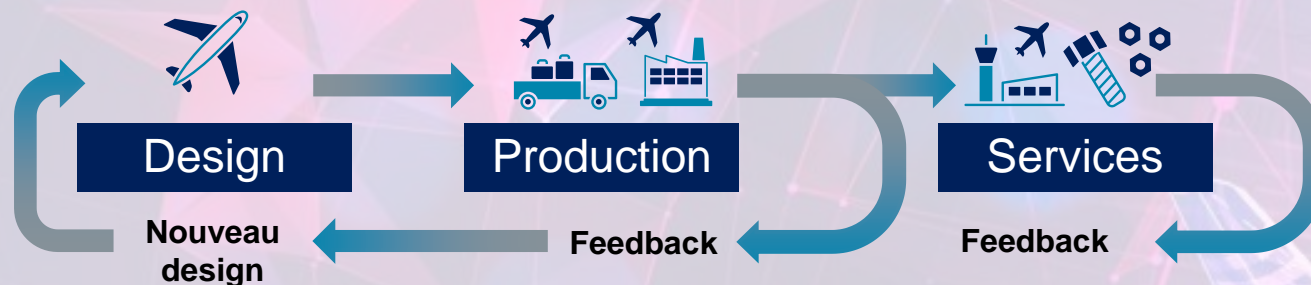 Design
Production
Services
Nouveau
design
Feedback
Feedback